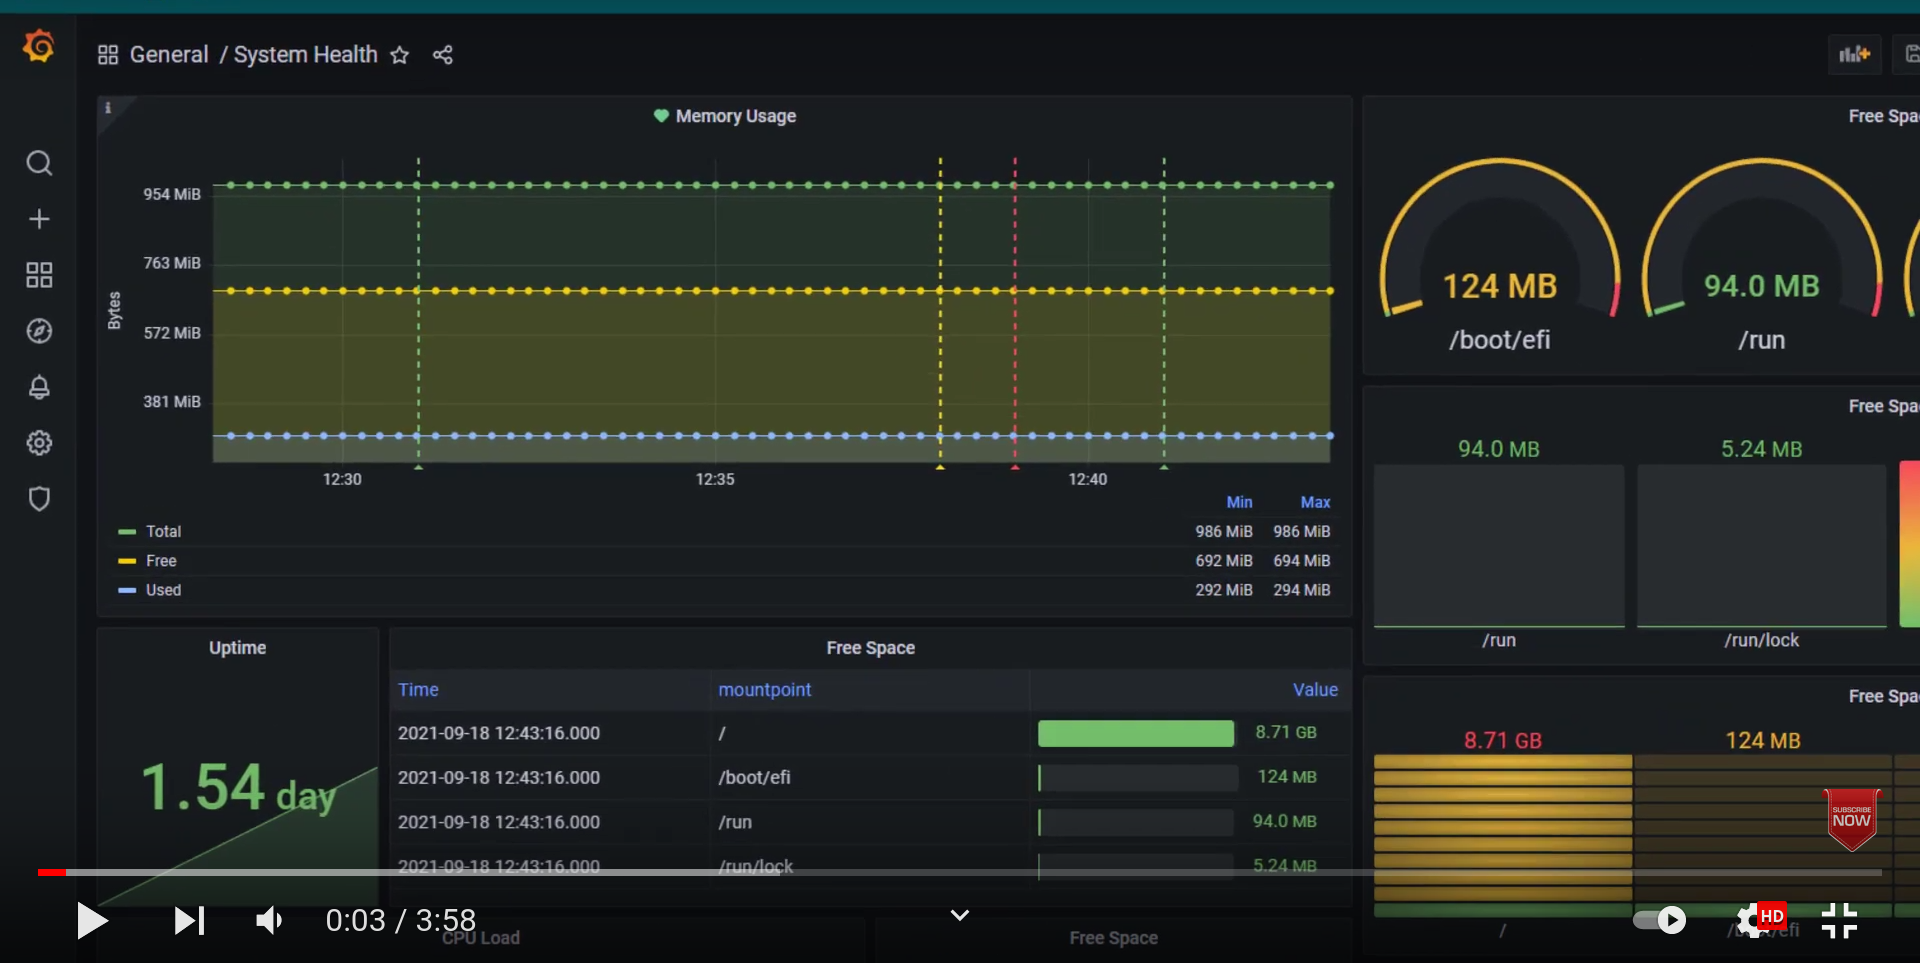 General / System Health
Memory Usage
954 MiB
763 MiB
572 MiB
381 MiB
Bytes
12:30 12:35 12:40
Min Max
Total 986 MiB 986 MiB
Free 692 MiB 694 MiB
Used 292 MiB 294 MiB
Free Spa
124 MB 94.0 MB
/boot/efi /run
Free Spa
94.0 MB 5.24 MB
/run /run/lock
Uptime
1.54 day
Free Space
Time mountpoint Value
2021-09-18 12:43:16.000 / 8.71 GB
2021-09-18 12:43:16.000 /boot/efi 124 MB
2021-09-18 12:43:16.000 /run 94.0 MB
2021-09-18 12:43:16.000 /run/lock 5.24 MB
Free Spa
8.71 GB 124 MB
SUBSCRIBE
NOW
/ /boot/efi
0:03 / 3:58
HD
CPU Load Free Space